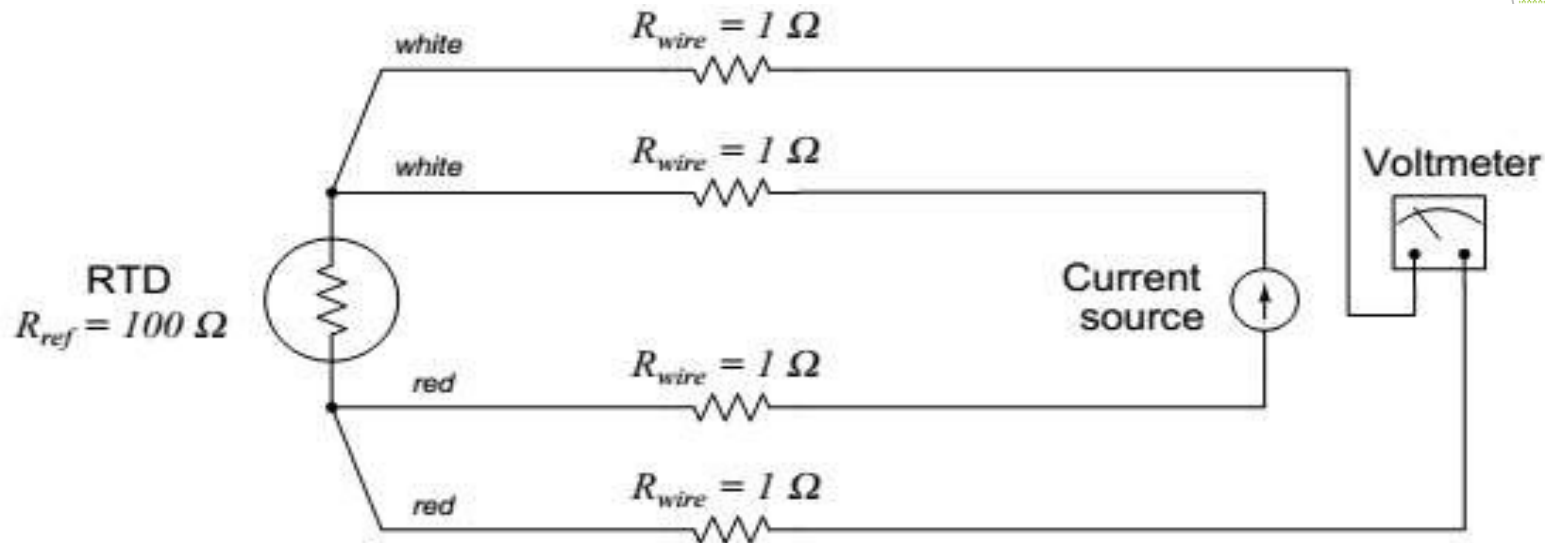 R_wire = 1 Ω
white
R_wire = 1 Ω
white
Voltmeter
RTD
R_ref = 100 Ω
Current
source
R_wire = 1 Ω
red
R_wire = 1 Ω
red